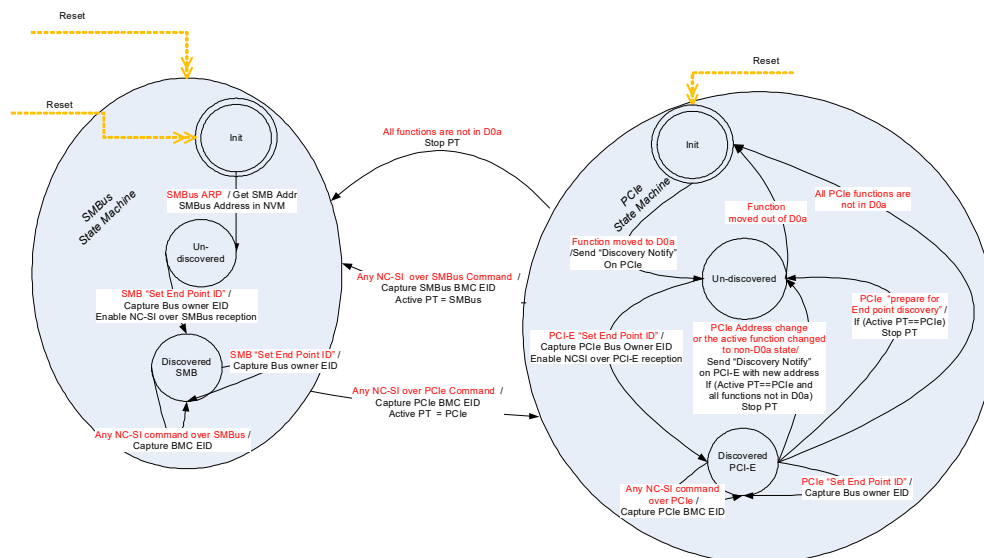 Reset
Reset
Init
SMBus
State Machine
SMBus ARP / Get SMB Addr
SMBus Address in NVM
Un-
discovered
SMB “Set End Point ID” /
Capture Bus owner EID
Enable NC-SI over SMBus reception
Discovered
SMB
SMB “Set End Point ID” /
Capture Bus owner EID
Any NC-SI command over SMBus /
Capture BMC EID
All functions are not in D0a
Stop PT
Any NC-SI over SMBus Command /
Capture SMBus BMC EID
Active PT = SMBus
Any NC-SI over PCIe Command /
Capture PCIe BMC EID
Active PT = PCIe
Reset
Init
PCIe
State Machine
Function moved to D0a
/Send “Discovery Notify”
On PCIe
Function
moved out of D0a
All PCIe functions are
not in D0a
Un-discovered
PCI-E “Set End Point ID” /
Capture PCIe Bus Owner EID
Enable NCSI over PCI-E reception
PCIe Address change
or the active function changed
to non-D0a state/
Send “Discovery Notify”
on PCI-E with new address
If (Active PT==PCIe and
all functions not in D0a)
Stop PT
PCIe “prepare for
End point discovery” /
If (Active PT==PCIe)
Stop PT
Discovered
PCI-E
Any NC-SI command
over PCIe /
Capture PCIe BMC EID
PCIe “Set End Point ID” /
Capture Bus owner EID